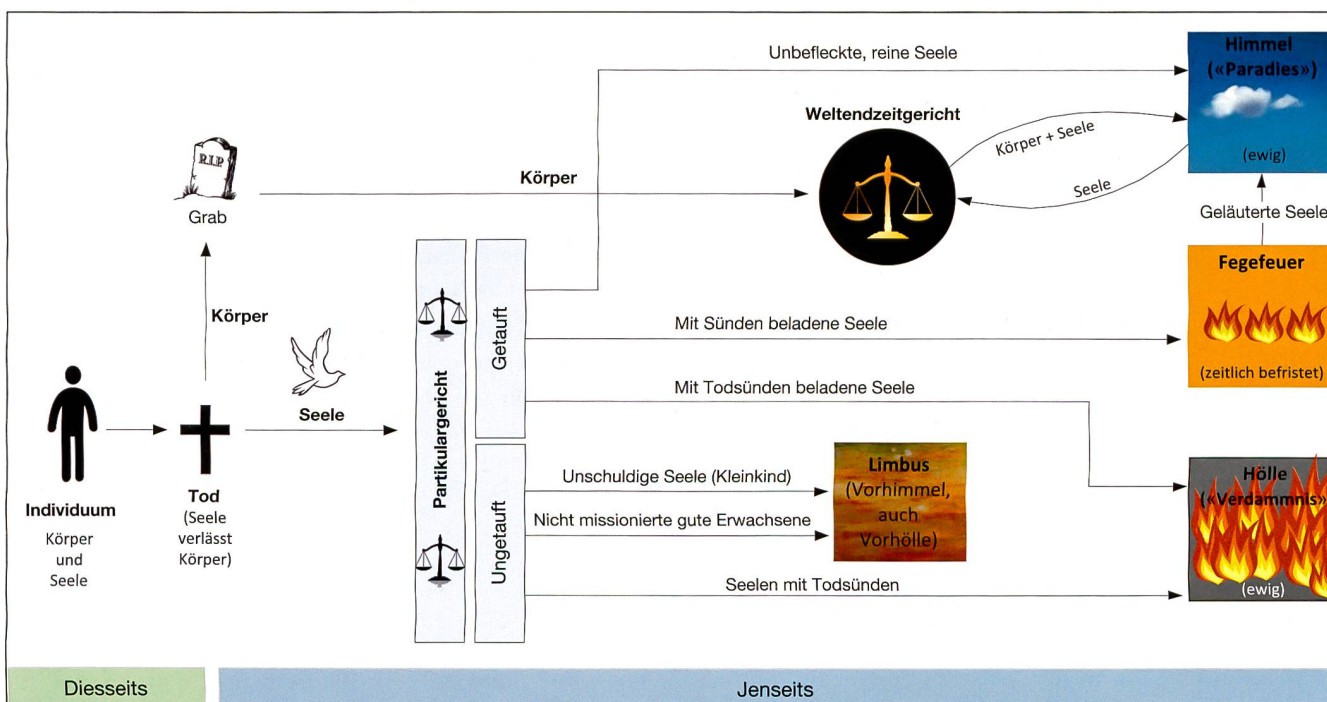 Unbefleckte, reine Seele
Himmel
(«Paradies»)
(ewig)
Weltendzeitgericht
Körper + Seele
Seele
R.I.P
Grab
Körper
Geläuterte Seele
Fegefeuer
(zeitlich befristet)
Körper
Seele
Partikulargericht
Getauft
Ungetauft
Mit Sünden beladene Seele
Mit Todsünden beladene Seele
Unschuldige Seele (Kleinkind)
Nicht missionierte gute Erwachsene
Seelen mit Todsünden
Limbus
(Vorhimmel,
auch
Vorhölle)
Hölle
(«Verdammnis»)
(ewig)
Individuum
Körper
und
Seele
Tod
(Seele
verlässt
Körper)
Diesseits
Jenseits